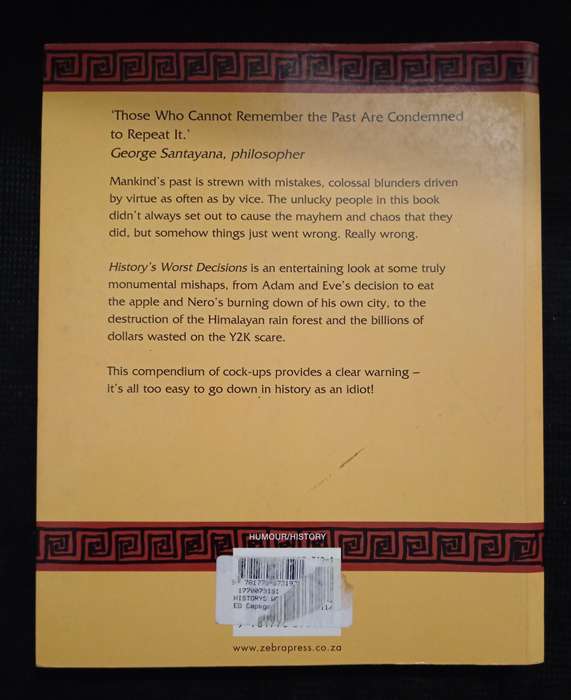 'Those Who Cannot Remember the Past Are Condemned
to Repeat It.'
George Santayana, philosopher
Mankind's past is strewn with mistakes, colossal blunders driven
by virtue as often as by vice. The unlucky people in this book
didn't always set out to cause the mayhem and chaos that they
did, but somehow things just went wrong. Really wrong.
History's Worst Decisions is an entertaining look at some truly
monumental mishaps, from Adam and Eve's decision to eat
the apple and Nero's burning down of his own city, to the
destruction of the Himalayan rain forest and the billions of
dollars wasted on the Y2K scare.
This compendium of cock-ups provides a clear warning –
it's all too easy to go down in history as an idiot!
HUMOUR/HISTORY
HISTORYS
www.zebrapress.co.za